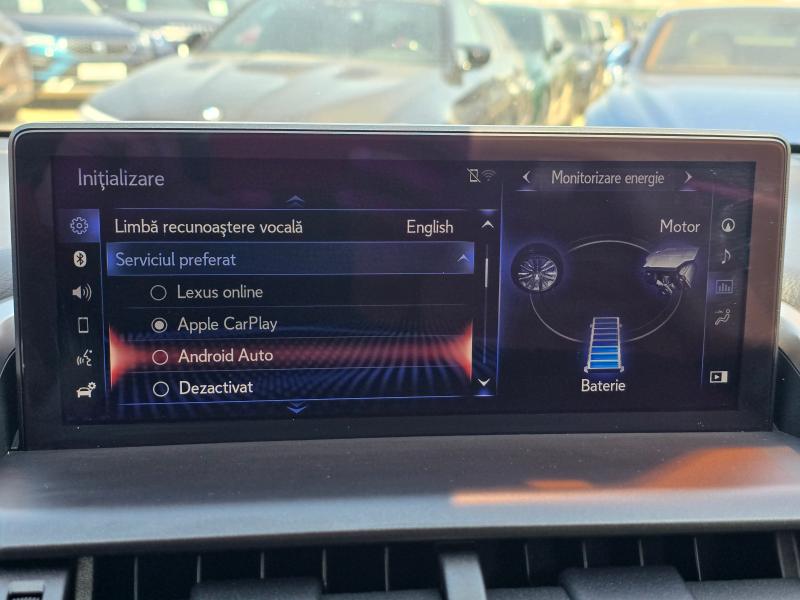 Inițializare
Limbă recunoaștere vocală English
Serviciul preferat
Lexus online
Apple CarPlay
Android Auto
Dezactivat
Monitorizare energie
Motor
Baterie